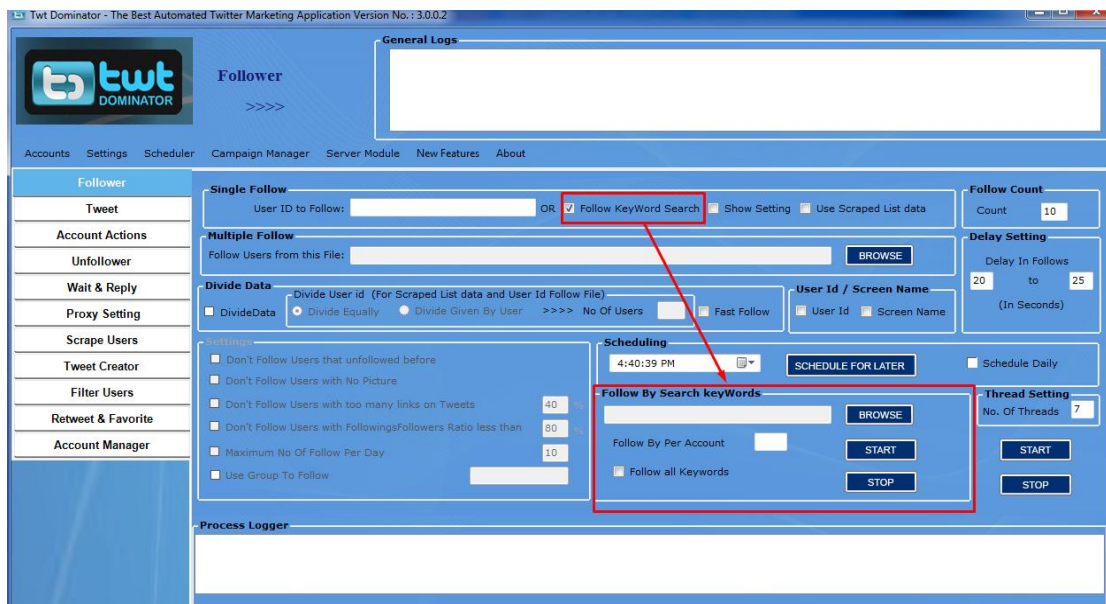 Twt Dominator - The Best Automated Twitter Marketing Application Version No. : 3.0.0.2
General Logs
twt
DOMINATOR
Follower
>>>>
Accounts Settings Scheduler Campaign Manager Server Module New Features About
Follower
Tweet
Account Actions
Unfollower
Wait & Reply
Proxy Setting
Scrape Users
Tweet Creator
Filter Users
Retweet & Favorite
Account Manager
Single Follow
User ID to Follow: OR Follow KeyWord Search Show Setting Use Scraped List data
Follow Count
Count 10
Multiple Follow
Follow Users from this File: BROWSE
Delay Setting
Delay In Follows
20 to 25
(In Seconds)
Divide Data
Divide User id (For Scraped List data and User Id Follow File)
DivideData Divide Equally Divide Given By User >>>> No Of Users Fast Follow
User Id / Screen Name
User Id Screen Name
Settings
Don't Follow Users that unfollowed before
Don't Follow Users with No Picture
Don't Follow Users with too many links on Tweets 40 %
Don't Follow Users with FollowingsFollowers Ratio less than 80 %
Maximum No Of Follow Per Day 10
Use Group To Follow
Scheduling
4:40:39 PM SCHEDULE FOR LATER Schedule Daily
Follow By Search keyWords
BROWSE
Follow By Per Account START
Follow all Keywords
STOP
Thread Setting
No. Of Threads 7
START
STOP
Process Logger